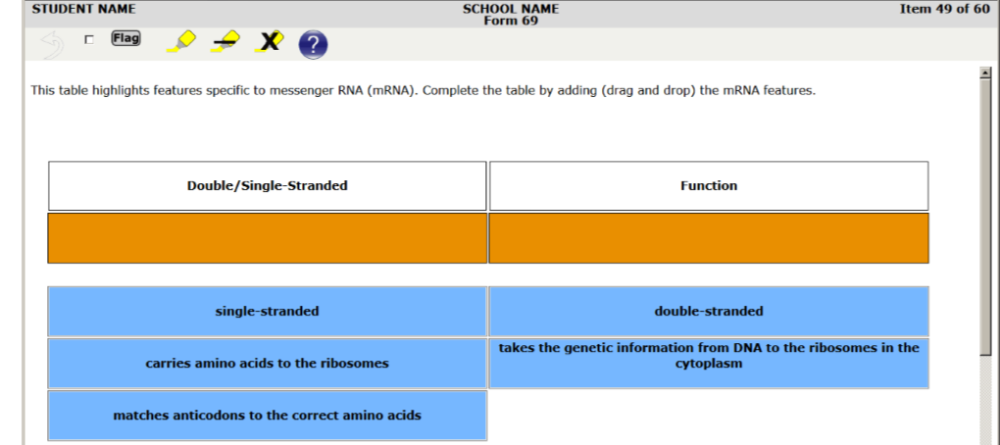 STUDENT NAME
SCHOOL NAME
Form 69
Item 49 of 60
Flag
X
?
This table highlights features specific to messenger RNA (mRNA). Complete the table by adding (drag and drop) the mRNA features.
Double/Single-Stranded
Function
single-stranded
double-stranded
carries amino acids to the ribosomes
takes the genetic information from DNA to the ribosomes in the
cytoplasm
matches anticodons to the correct amino acids